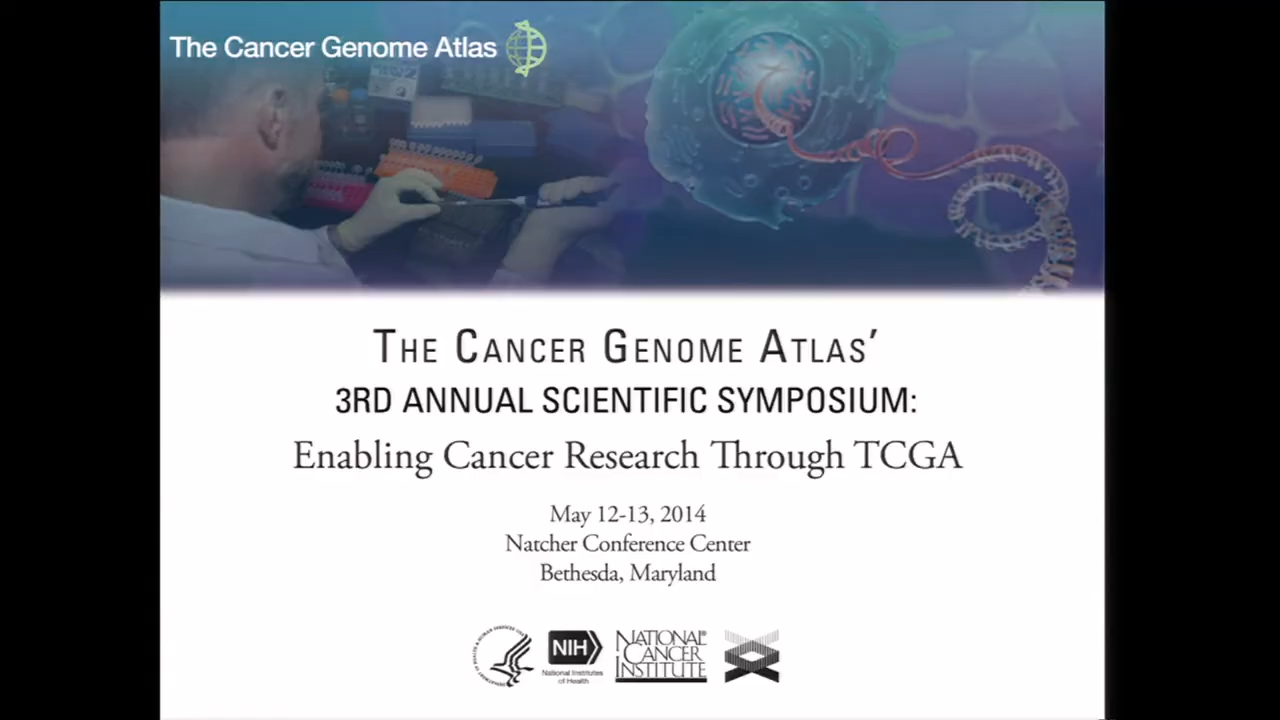 The Cancer Genome Atlas
THE CANCER GENOME ATLAS'
3RD ANNUAL SCIENTIFIC SYMPOSIUM:
Enabling Cancer Research Through TCGA
May 12-13, 2014
Natcher Conference Center
Bethesda, Maryland
NIH
National Institutes
of Health
NATIONAL®
CANCER
INSTITUTE